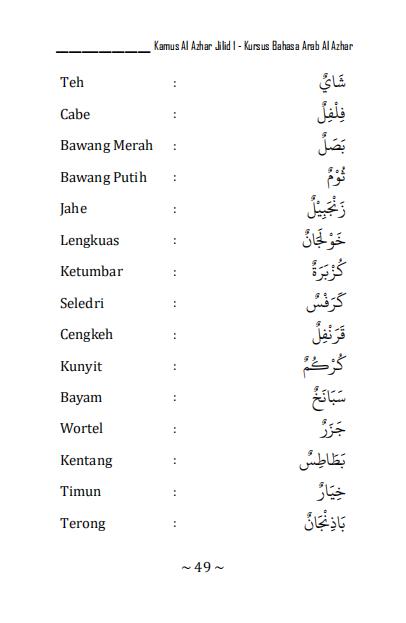 Kamus Al Azhar Jilid I - Kursus Bahasa Arab Al Azhar
Teh : شَايٌ
Cabe : فِلْفِلٌ
Bawang Merah : بَصَلٌ
Bawang Putih : ثُوْمٌ
Jahe : زَنْجَبِيْلٌ
Lengkuas : خَوْلَجَانٌ
Ketumbar : كُزْبَرَةٌ
Seledri : كَرَفْسٌ
Cengkeh : قَرَنْفِلٌ
Kunyit : كُرْكُمٌ
Bayam : سَبَانَخٌ
Wortel : جَزَرٌ
Kentang : بَطَاطِسٌ
Timun : خِيَارٌ
Terong : بَاذِنْجَانٌ
~ 49 ~